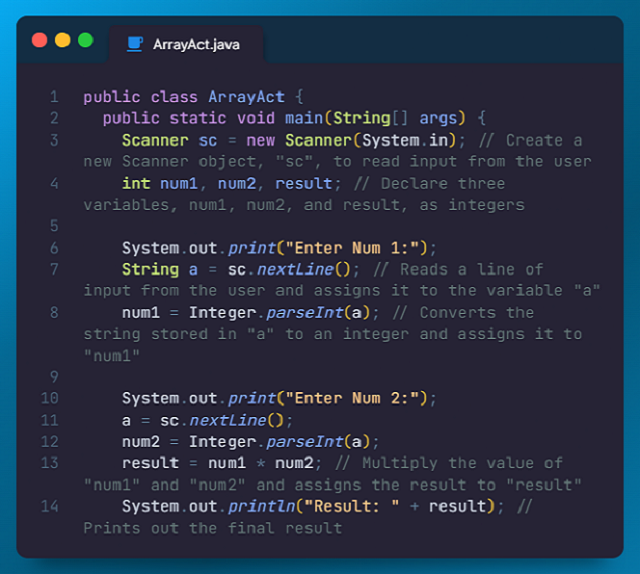 ArrayAct.java
1 public class ArrayAct {
2 public static void main(String[] args) {
3 Scanner sc = new Scanner(System.in); // Create a
new Scanner object, "sc", to read input from the user
4 int num1, num2, result; // Declare three
variables, num1, num2, and result, as integers
5
6 System.out.print("Enter Num 1:");
7 String a = sc.nextLine(); // Reads a line of
input from the user and assigns it to the variable "a"
8 num1 = Integer.parseInt(a); // Converts the
string stored in "a" to an integer and assigns it to
"num1"
9
10 System.out.print("Enter Num 2:");
11 a = sc.nextLine();
12 num2 = Integer.parseInt(a);
13 result = num1 * num2; // Multiply the value of
"num1" and "num2" and assigns the result to "result"
14 System.out.println("Result: " + result); //
Prints out the final result